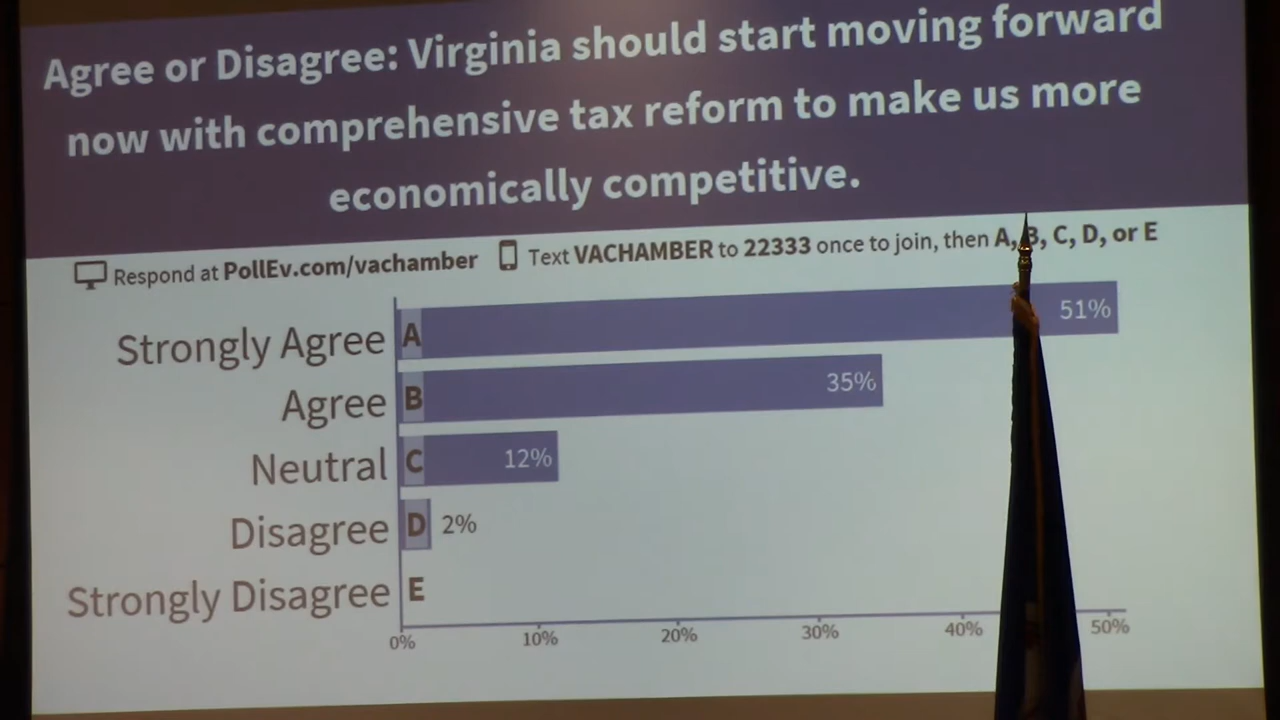 Agree or Disagree: Virginia should start moving forward
now with comprehensive tax reform to make us more
economically competitive.
Respond at PollEv.com/vachamber Text VACHAMBER to 22333 once to join, then A, B, C, D, or E
Strongly Agree A 51%
Agree B 35%
Neutral C 12%
Disagree D 2%
Strongly Disagree E
0% 10% 20% 30% 40% 50%